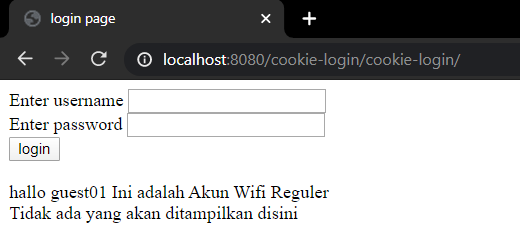 login page
localhost:8080/cookie-login/cookie-login/
Enter username
Enter password
login
hallo guest01 Ini adalah Akun Wifi Reguler
Tidak ada yang akan ditampilkan disini